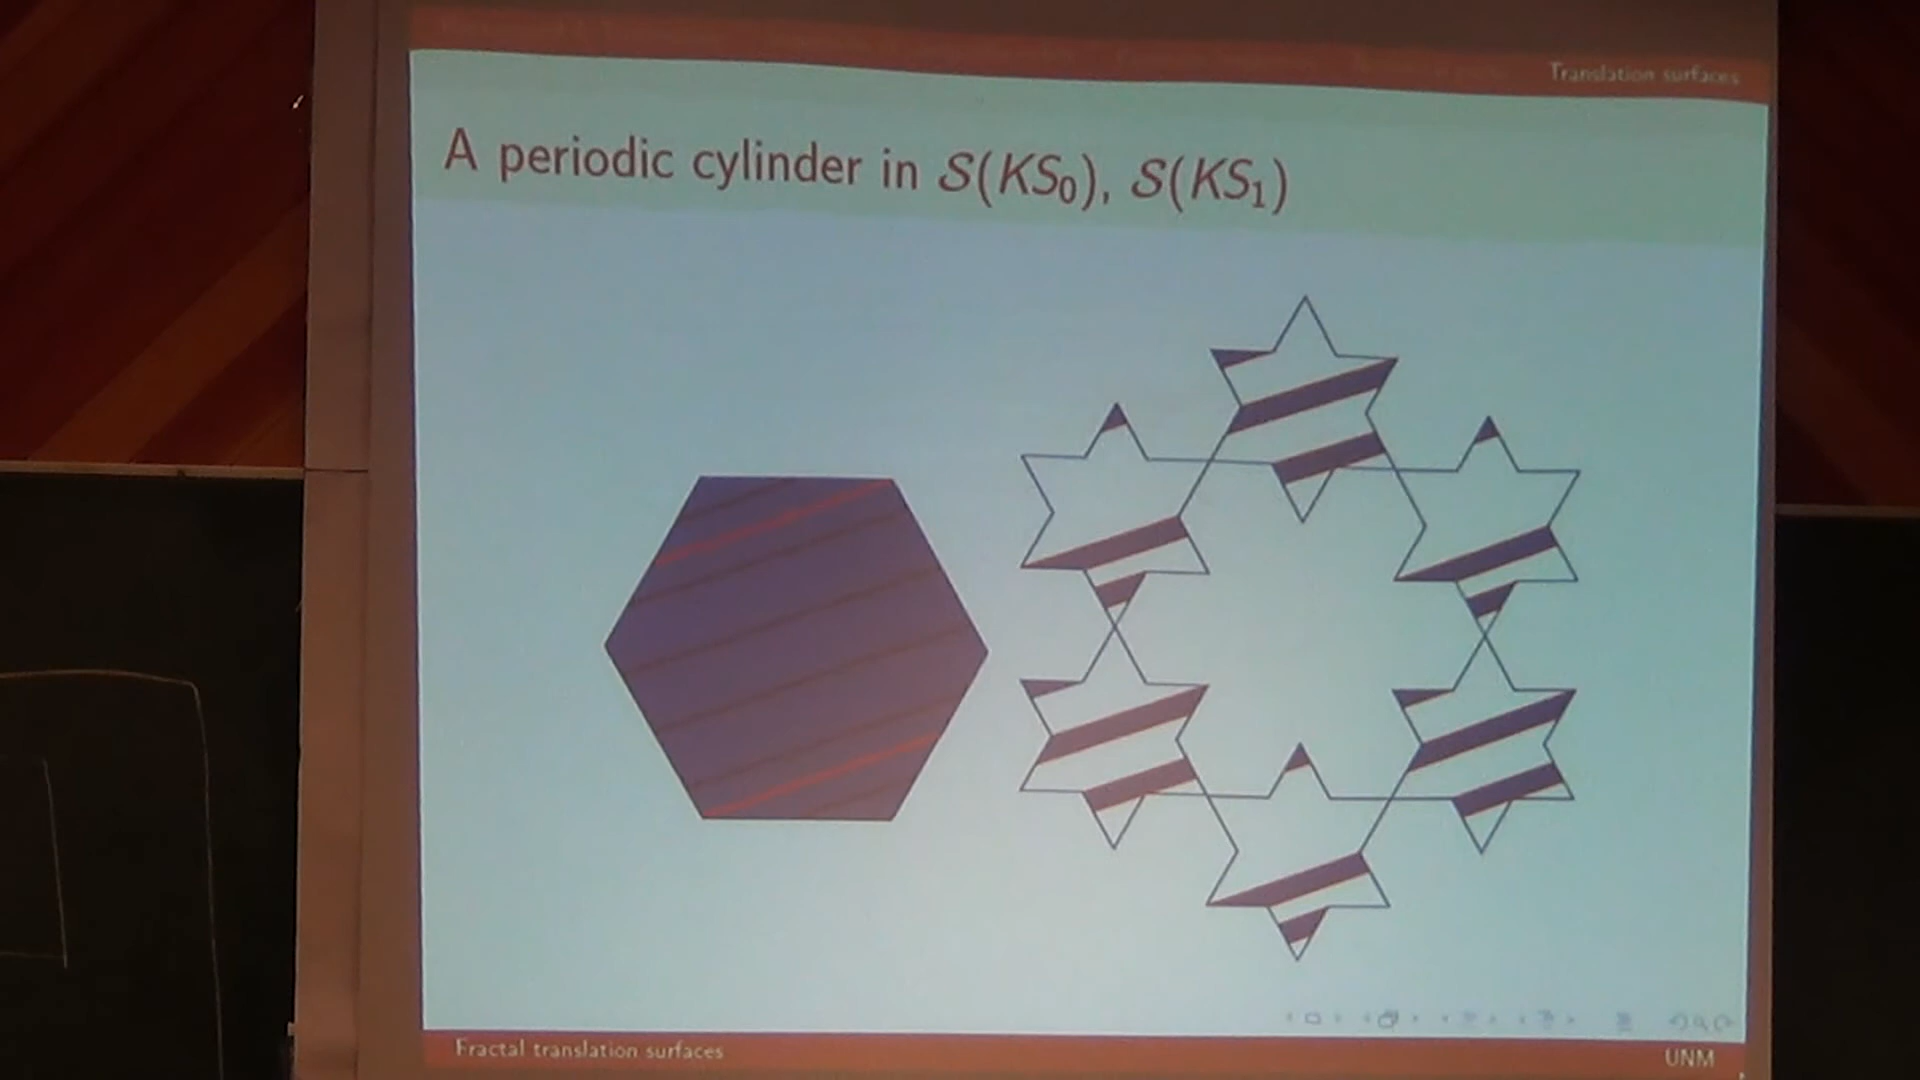 Translation surfaces
A periodic cylinder in 𝒮(KS₀), 𝒮(KS₁)
Fractal translation surfaces
UNM